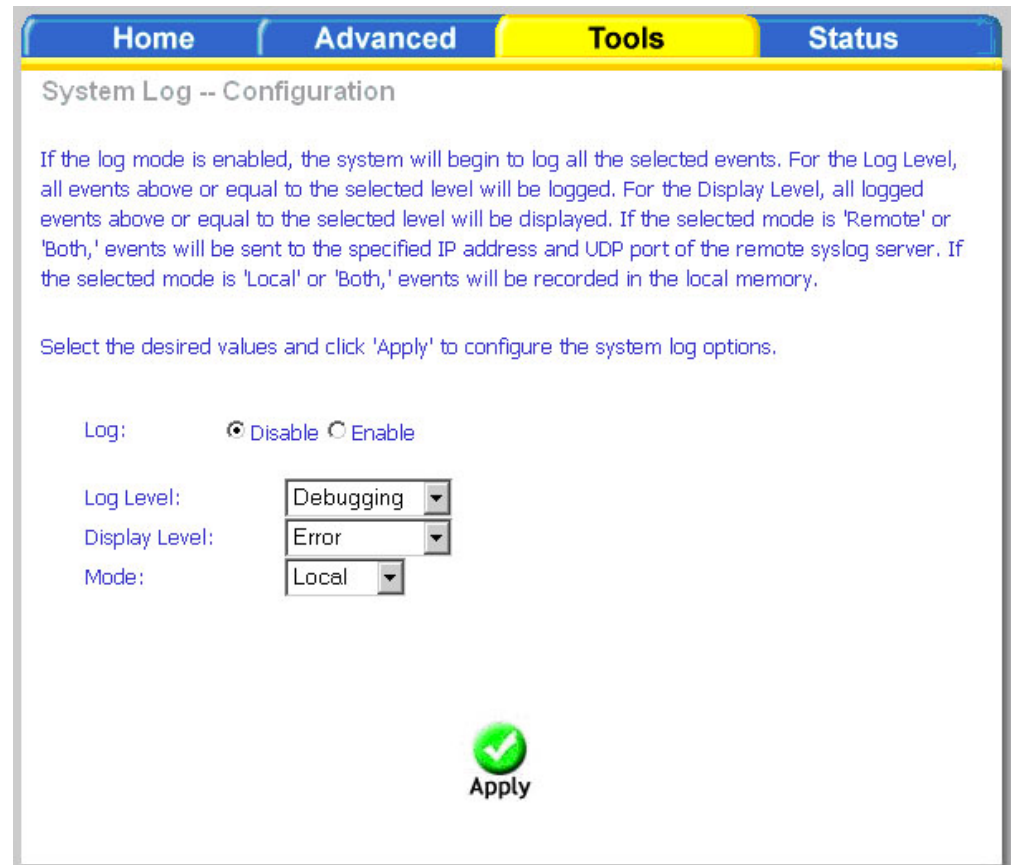 Home Advanced Tools Status
System Log -- Configuration
If the log mode is enabled, the system will begin to log all the selected events. For the Log Level,
all events above or equal to the selected level will be logged. For the Display Level, all logged
events above or equal to the selected level will be displayed. If the selected mode is 'Remote' or
'Both,' events will be sent to the specified IP address and UDP port of the remote syslog server. If
the selected mode is 'Local' or 'Both,' events will be recorded in the local memory.
Select the desired values and click 'Apply' to configure the system log options.
Log: Disable Enable
Log Level: Debugging
Display Level: Error
Mode: Local
Apply